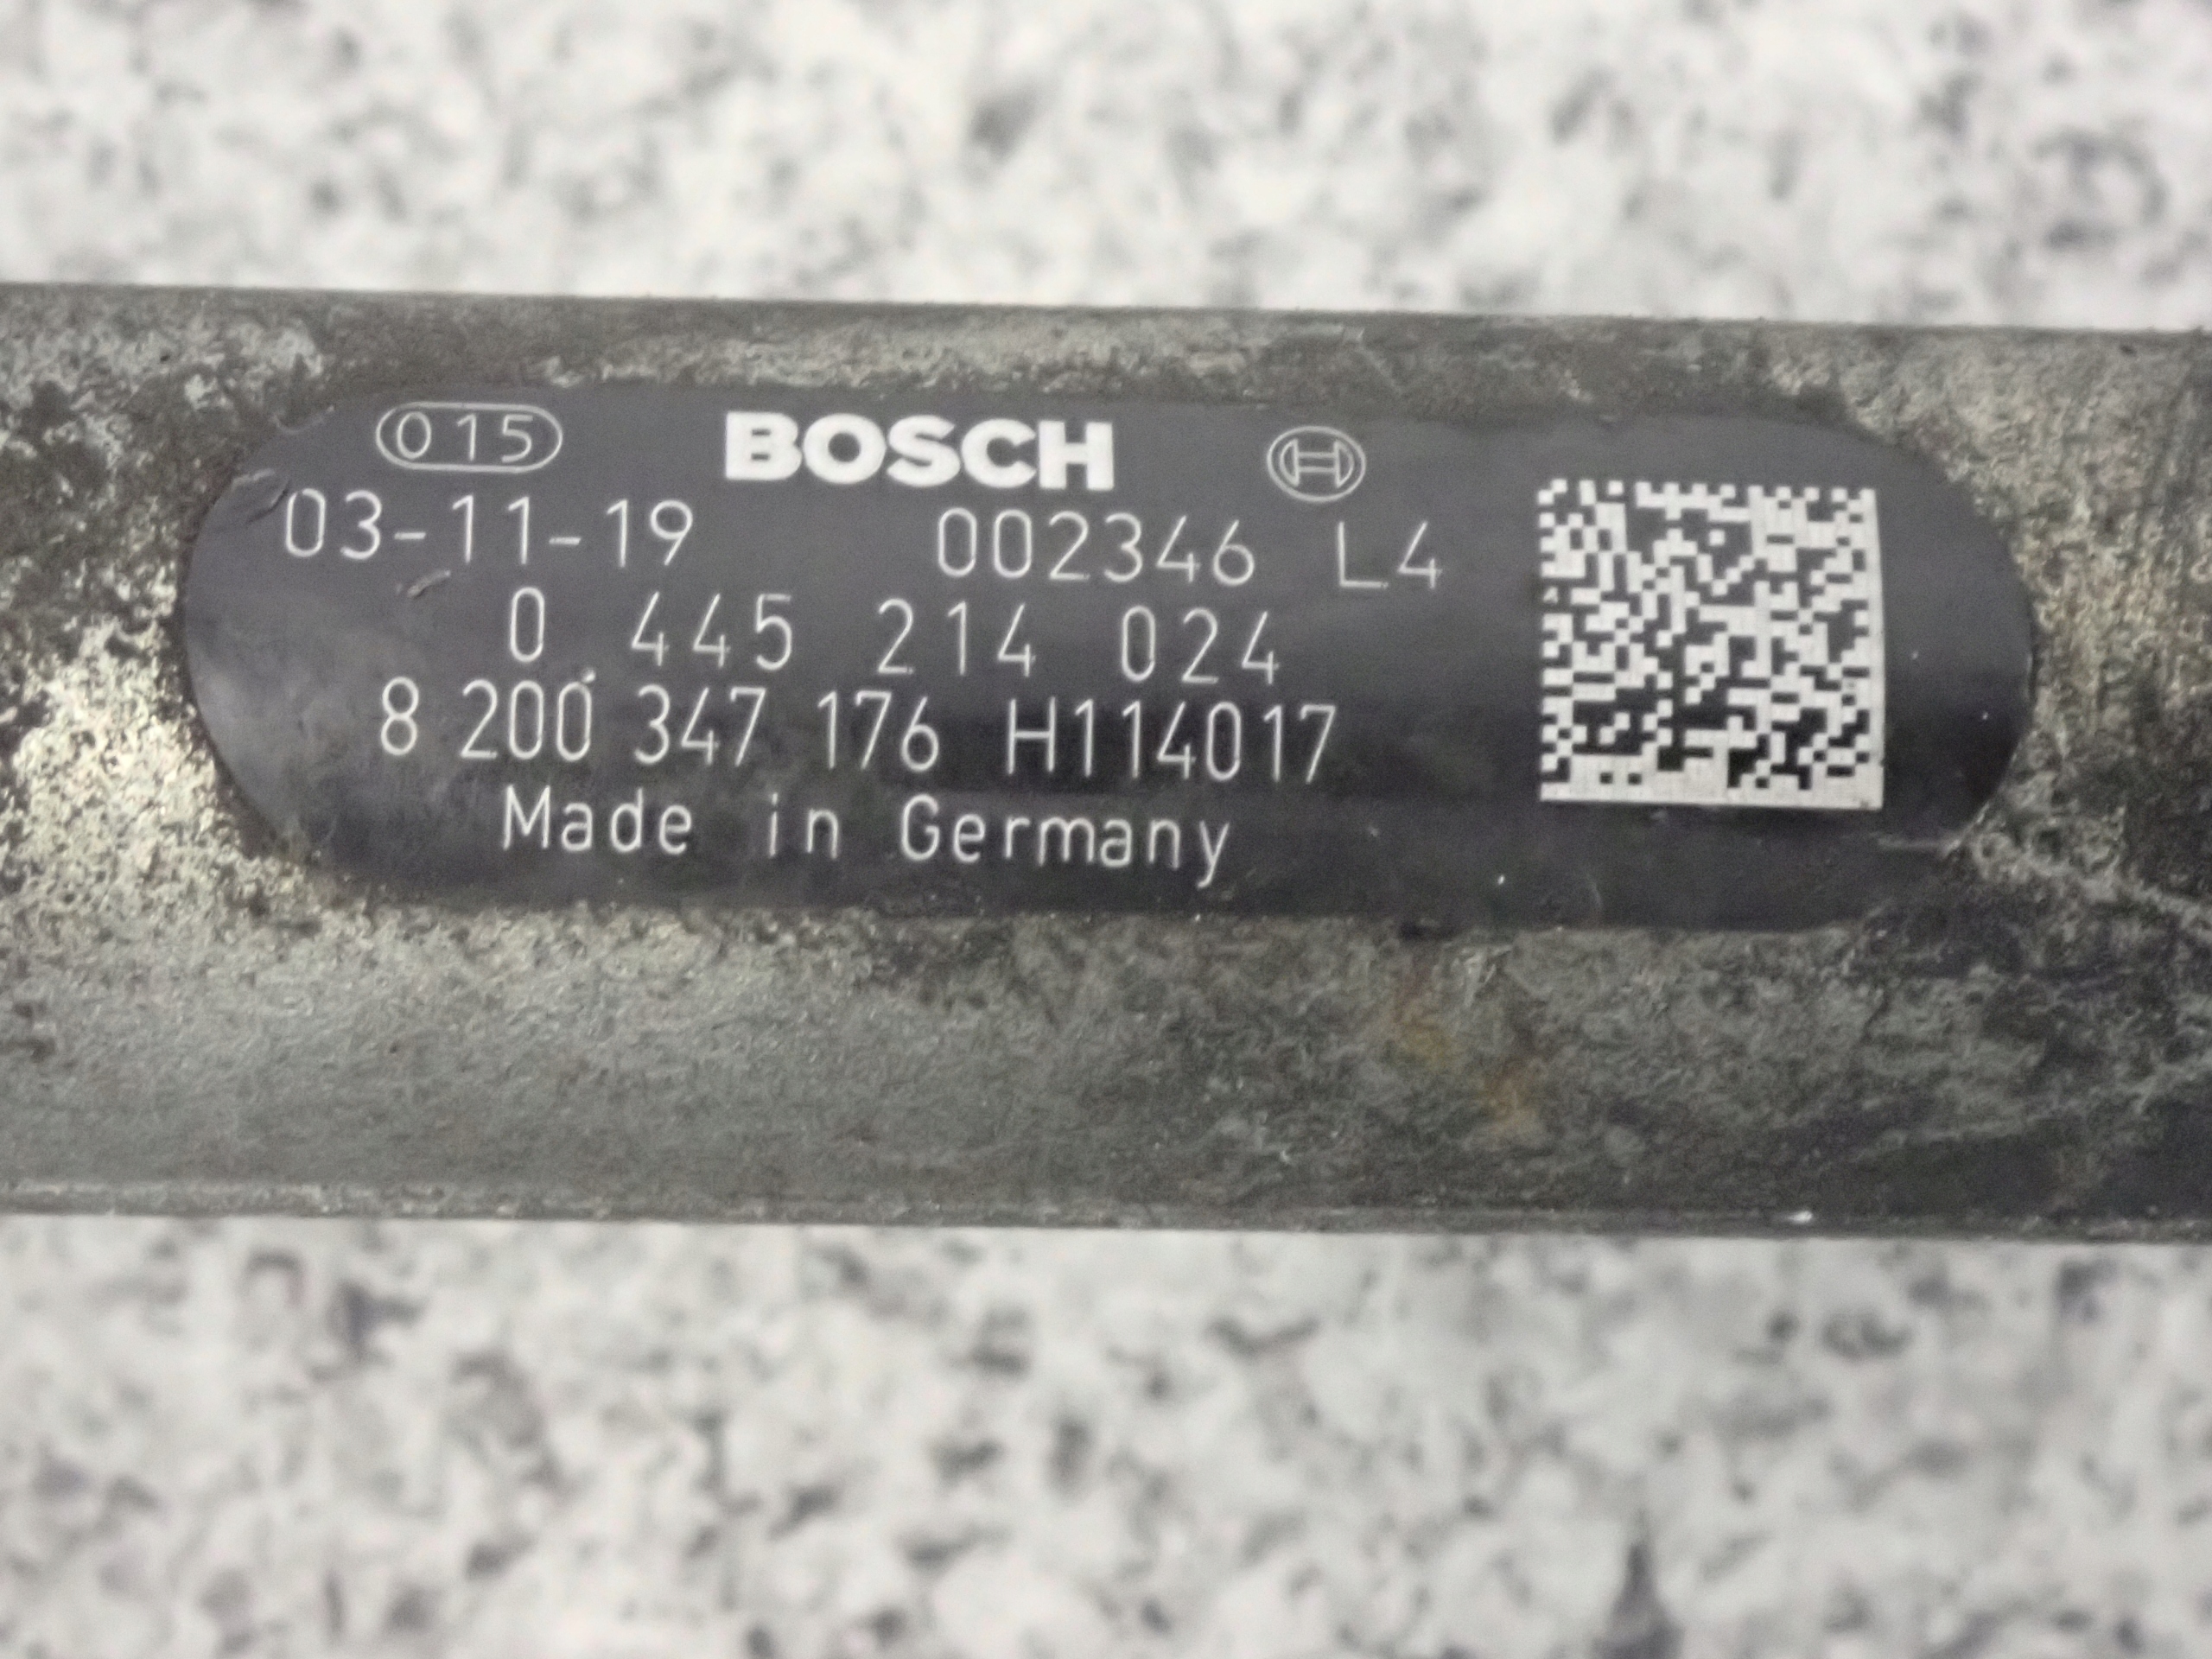 015 BOSCH
03-11-19 002346 L4
0 445 214 024
8 200 347 176 H114017
Made in Germany